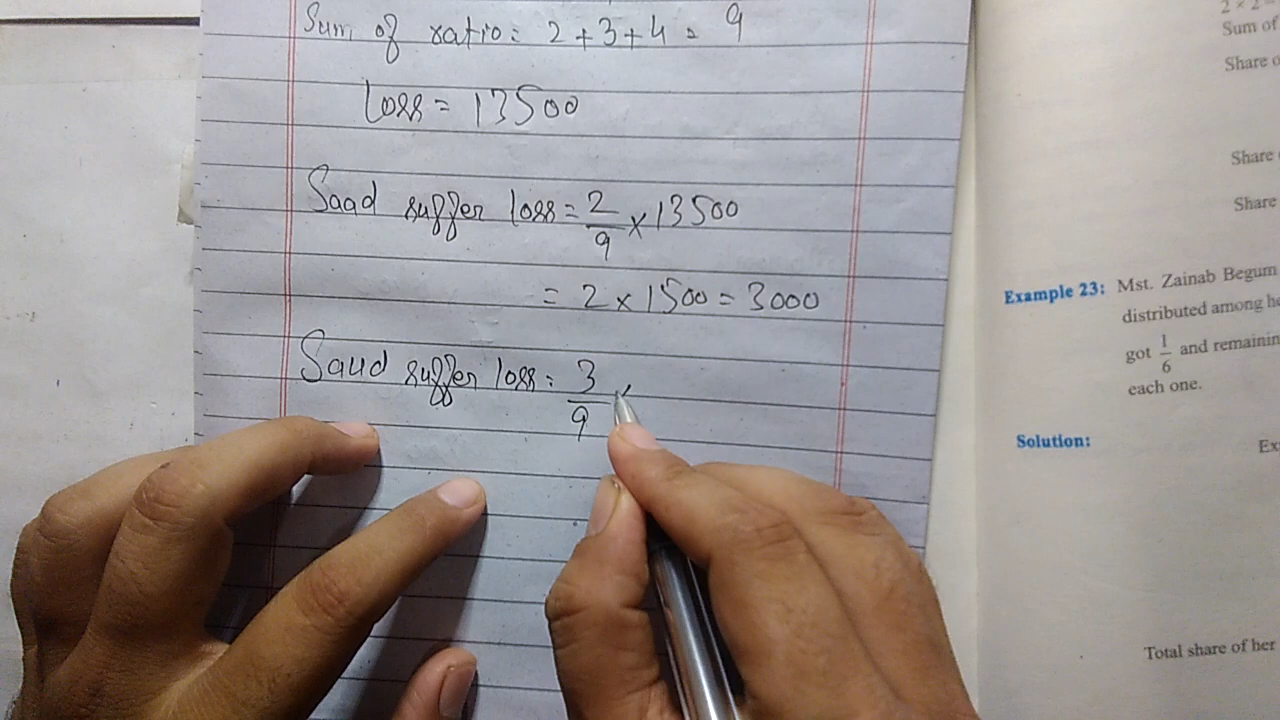 Sum of ratio: 2+3+4 = 9
Loss = 13500
Saad suffer loss = 2/9 × 13500
= 2 × 1500 = 3000
Saud suffer loss: 3/9
2 × 2
Sum of
Share o
Share
Share
Example 23: Mst. Zainab Begum
distributed among he
got 1/6 and remainin
each one.
Solution:
Ex
Total share of her